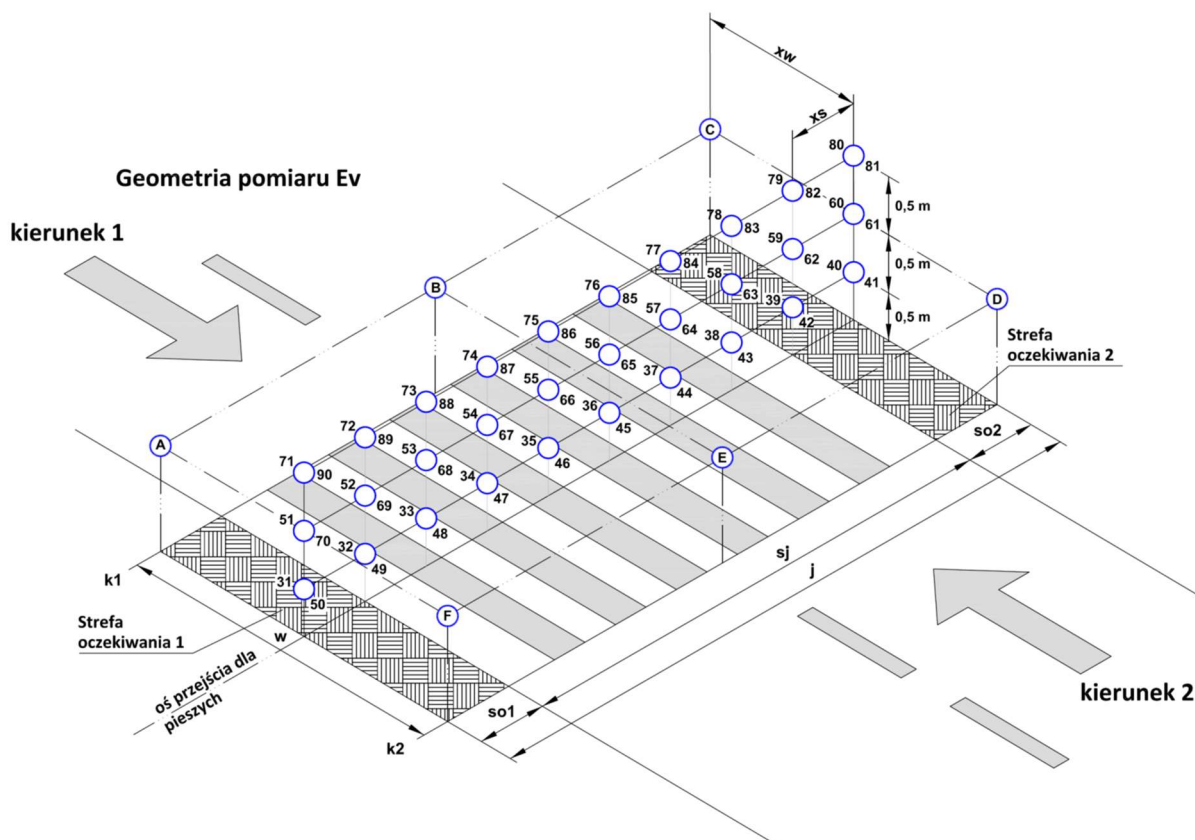 xw
xs
C
80
81
79
82
Geometria pomiaru Ev
0,5 m
kierunek 1
78
83
60
61
77
84
59
62
0,5 m
58
63
40
41
B
76
85
39
42
0,5 m
D
75
86
57
64
38
43
Strefa
oczekiwania 2
74
87
56
65
37
44
73
88
55
66
36
45
so2
A
72
89
54
67
35
46
E
71
90
53
68
34
47
52
69
33
48
51
70
32
49
sj
j
k1
31
50
F
Strefa
oczekiwania 1
w
oś przejścia dla
pieszych
so1
k2
kierunek 2